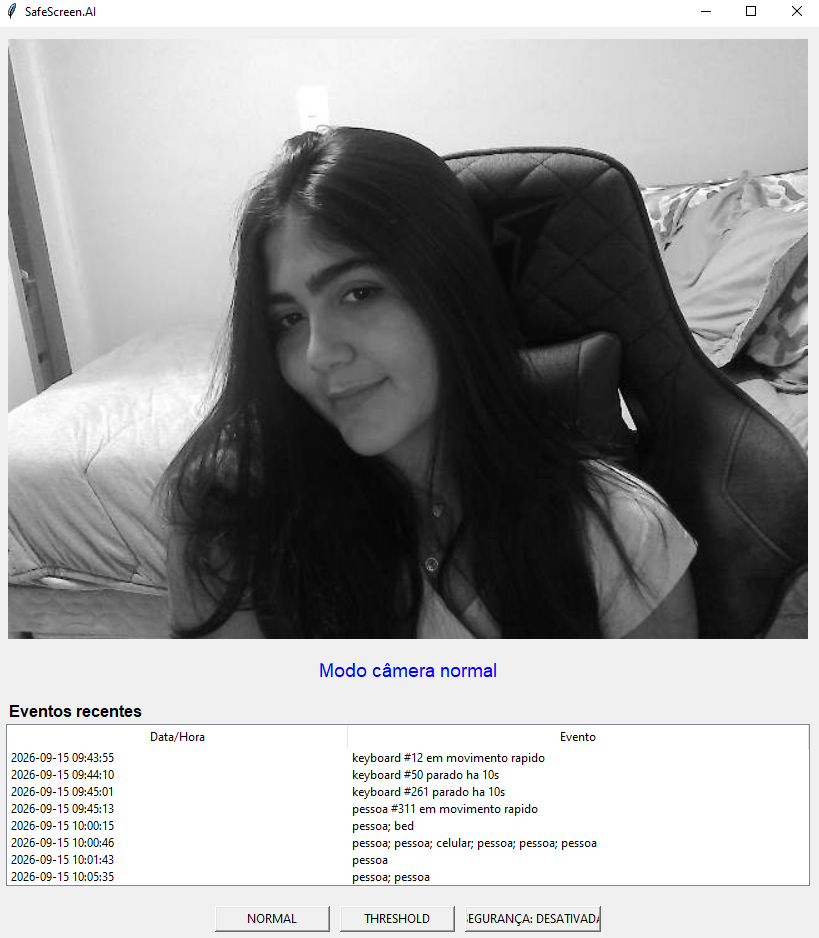 SafeScreen.AI
Modo câmera normal
Eventos recentes
Data/Hora Evento
2026-09-15 09:43:55 keyboard #12 em movimento rapido
2026-09-15 09:44:10 keyboard #50 parado ha 10s
2026-09-15 09:45:01 keyboard #261 parado ha 10s
2026-09-15 09:45:13 pessoa #311 em movimento rapido
2026-09-15 10:00:15 pessoa; bed
2026-09-15 10:00:46 pessoa; pessoa; celular; pessoa; pessoa; pessoa
2026-09-15 10:01:43 pessoa
2026-09-15 10:05:35 pessoa; pessoa
NORMAL THRESHOLD EGURANÇA: DESATIVADA